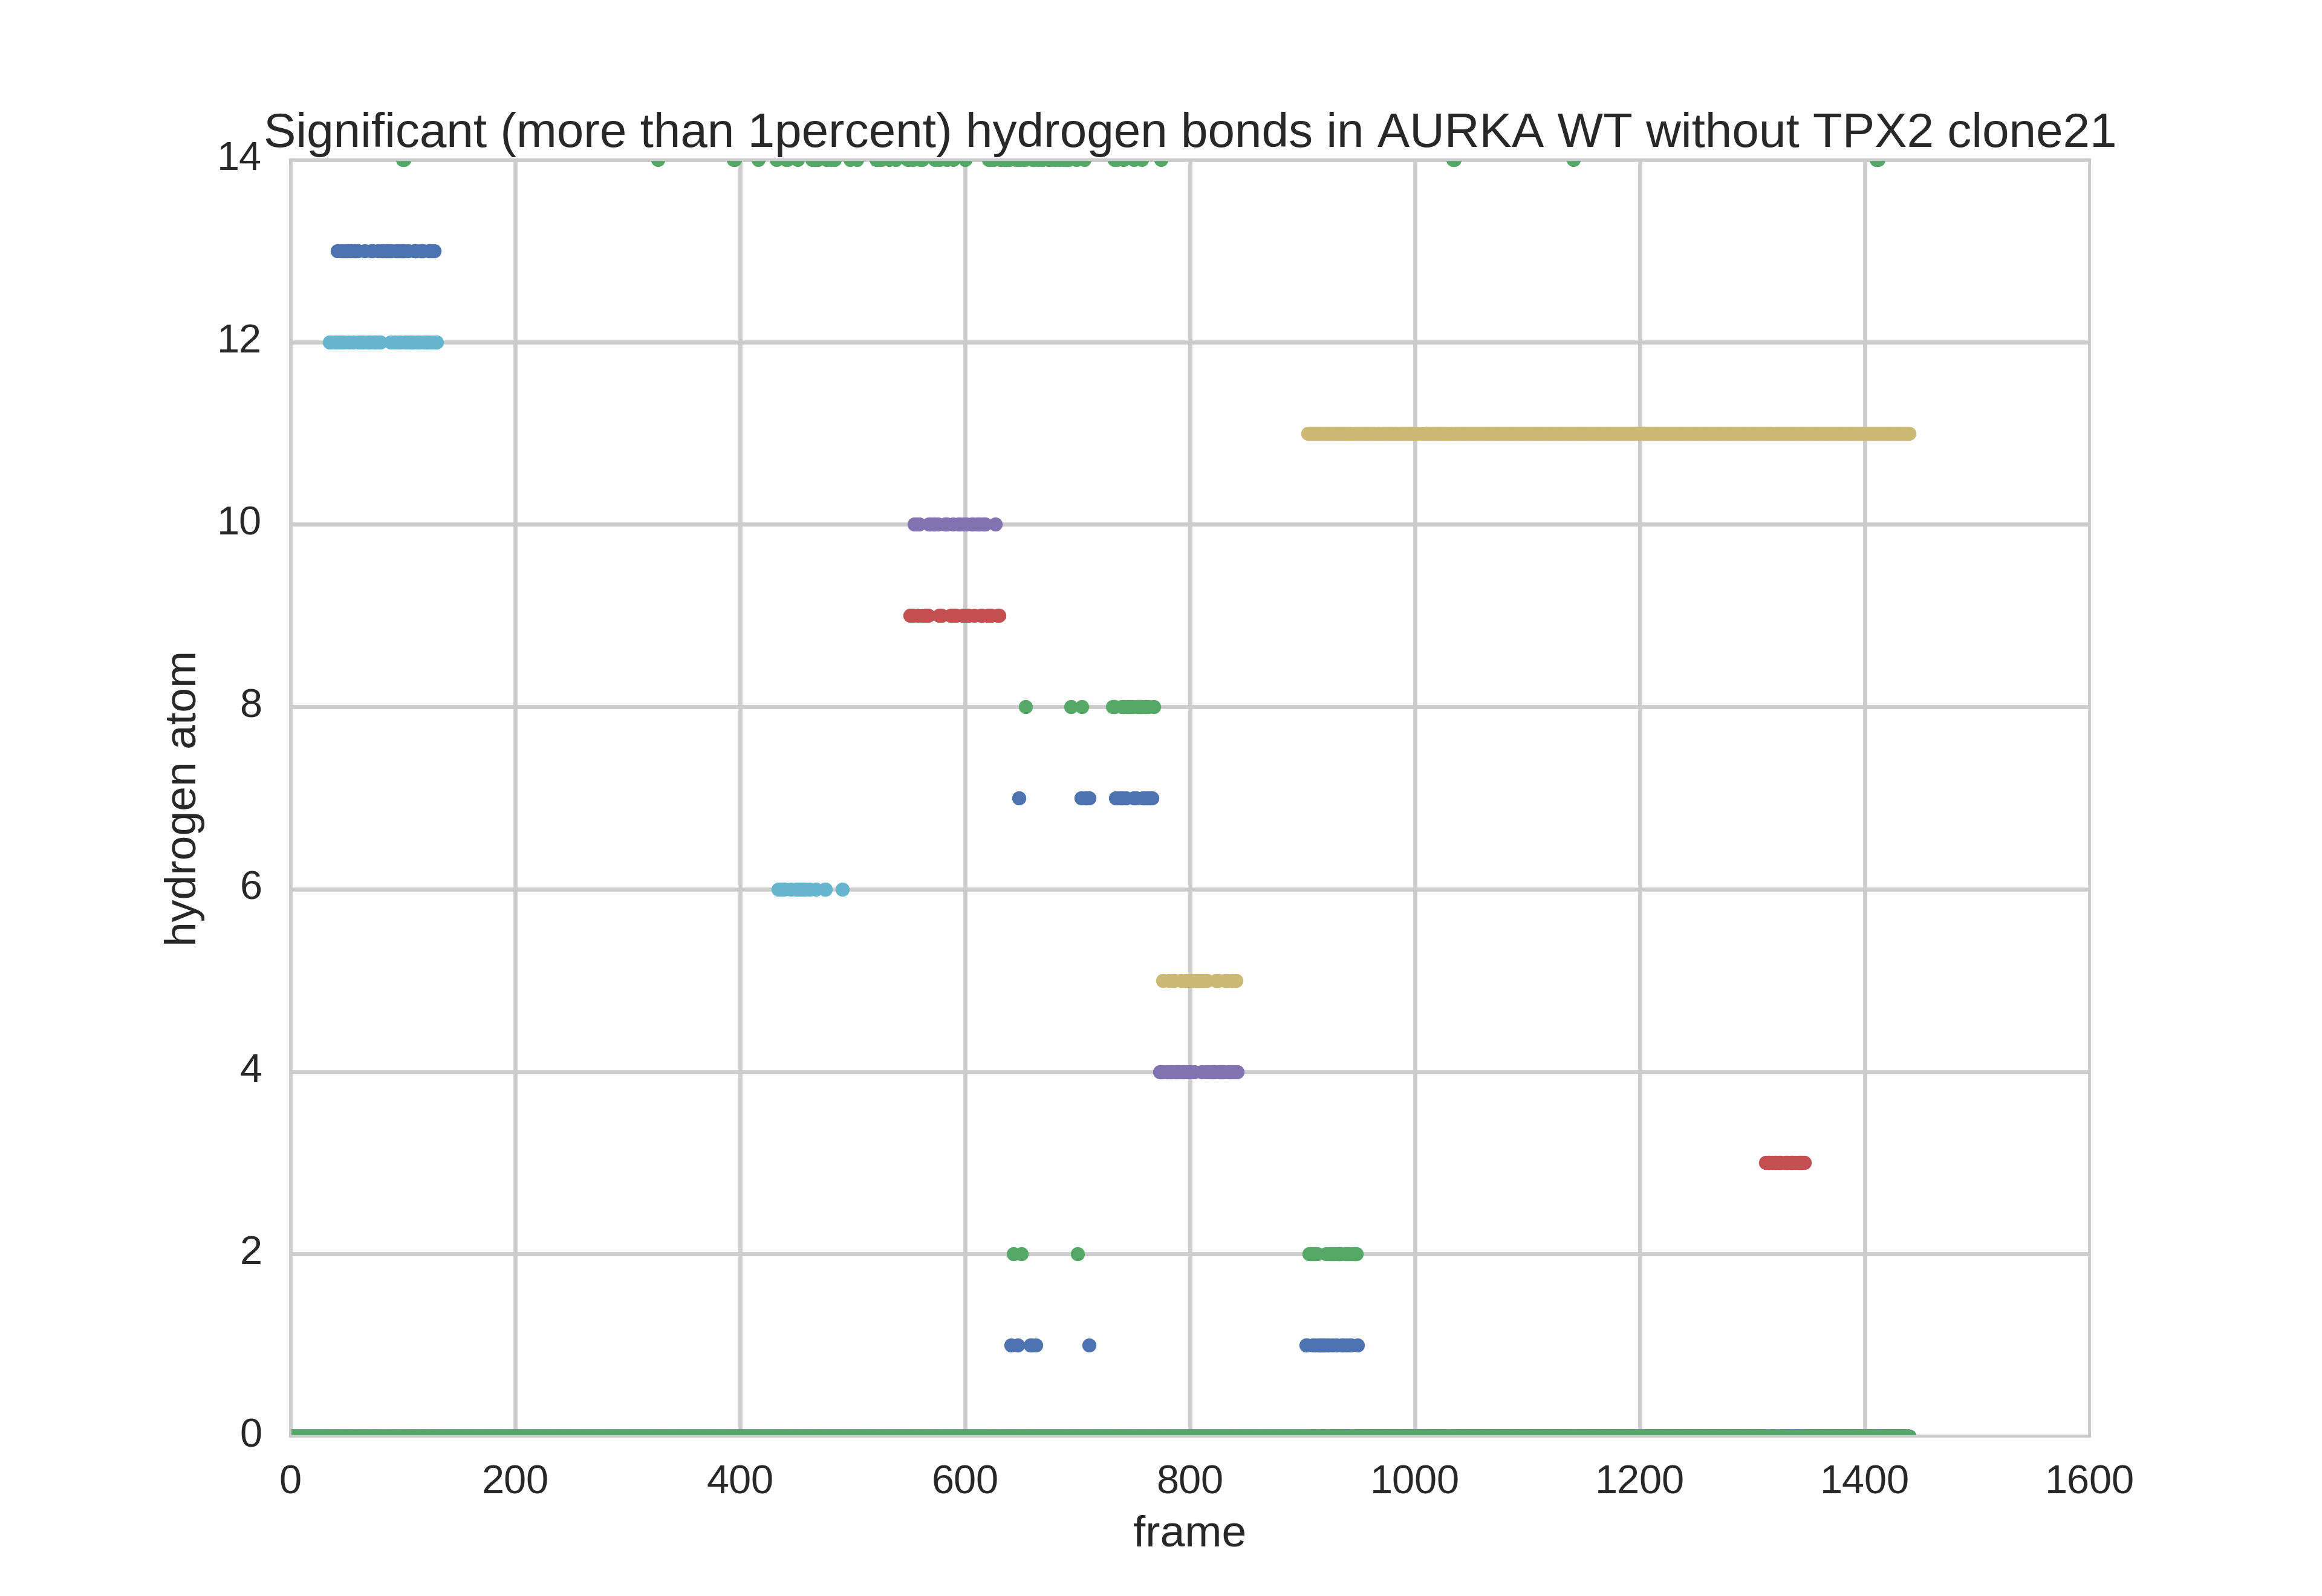 Significant (more than 1percent) hydrogen bonds in AURKA WT without TPX2 clone21
14
12
10
8
6
4
2
0
hydrogen atom
0 200 400 600 800 1000 1200 1400 1600
frame